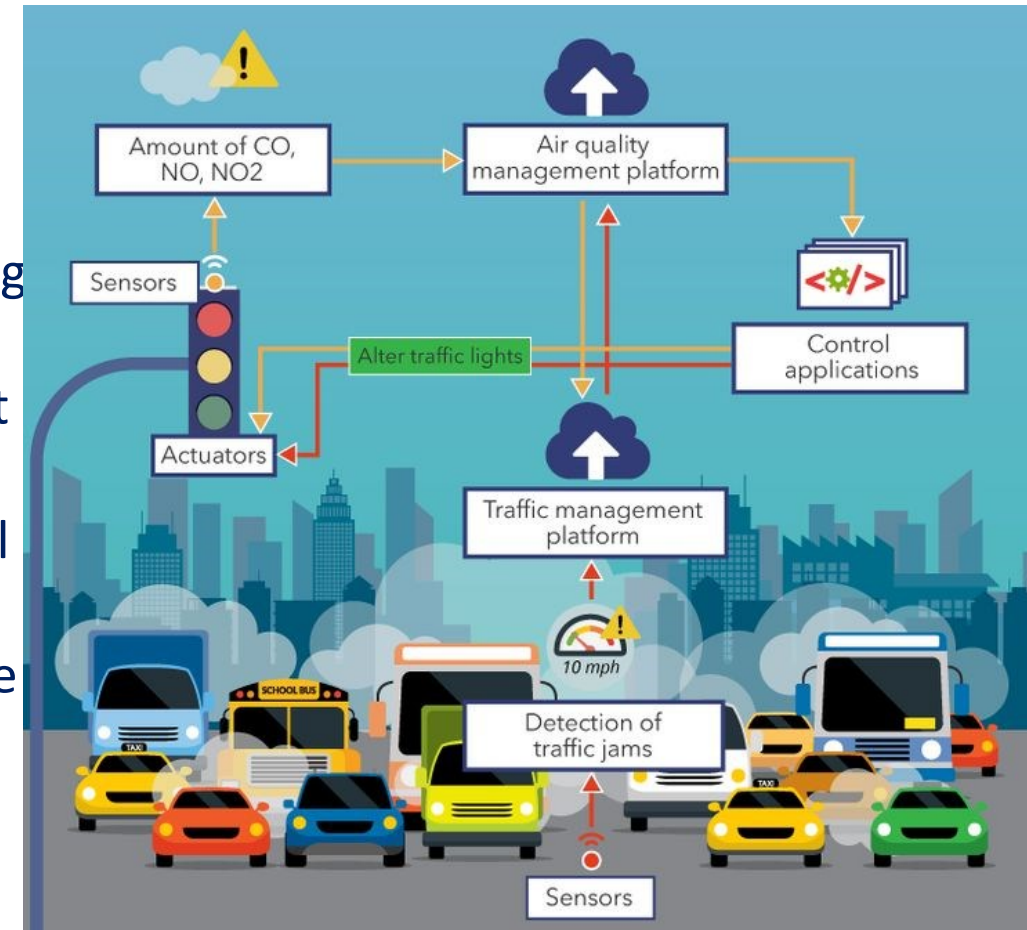 Amount of CO,
NO, NO2
Air quality
management platform
Sensors
</>
Alter traffic lights
Control
applications
Actuators
Traffic management
platform
10 mph
SCHOOL BUS
Detection of
traffic jams
TAXI
TAXI
Sensors